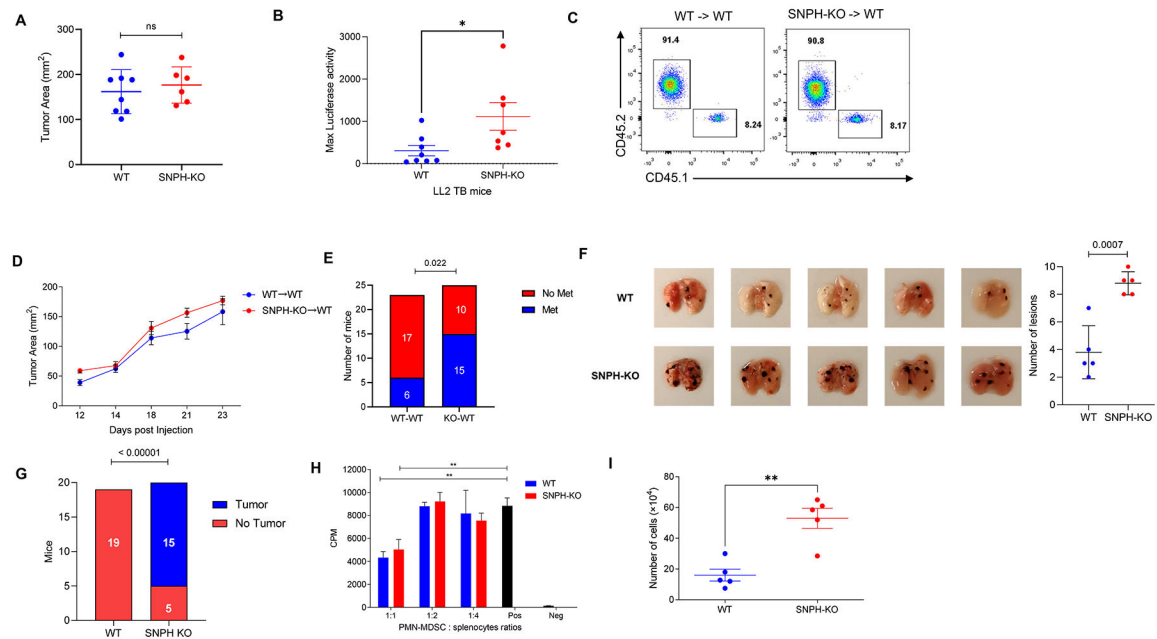 A
Tumor Area (mm²)
300
200
100
0
ns
WT
SNPH-KO
B
Max Luciferase activity
3000
2000
1000
0
*
WT
SNPH-KO
LL2 TB mice
C
WT -> WT
SNPH-KO -> WT
91.4
8.24
90.8
8.17
CD45.2
CD45.1
D
Tumor Area (mm²)
200
150
100
50
0
12
14
18
21
23
Days post Injection
WT→WT
SNPH-KO→WT
E
Number of mice
25
20
15
10
5
0
0.022
17
6
10
15
WT-WT
KO-WT
No Met
Met
F
WT
SNPH-KO
Number of lesions
10
8
6
4
2
0
0.0007
WT
SNPH-KO
G
< 0.00001
Mice
20
15
10
5
0
19
15
5
WT
SNPH KO
Tumor
No Tumor
H
CPM
12000
10000
8000
6000
4000
2000
0
**
**
WT
SNPH-KO
1:1
1:2
1:4
Pos
Neg
PMN-MDSC : splenocytes ratios
I
Number of cells (×10⁴)
80
60
40
20
0
**
WT
SNPH-KO